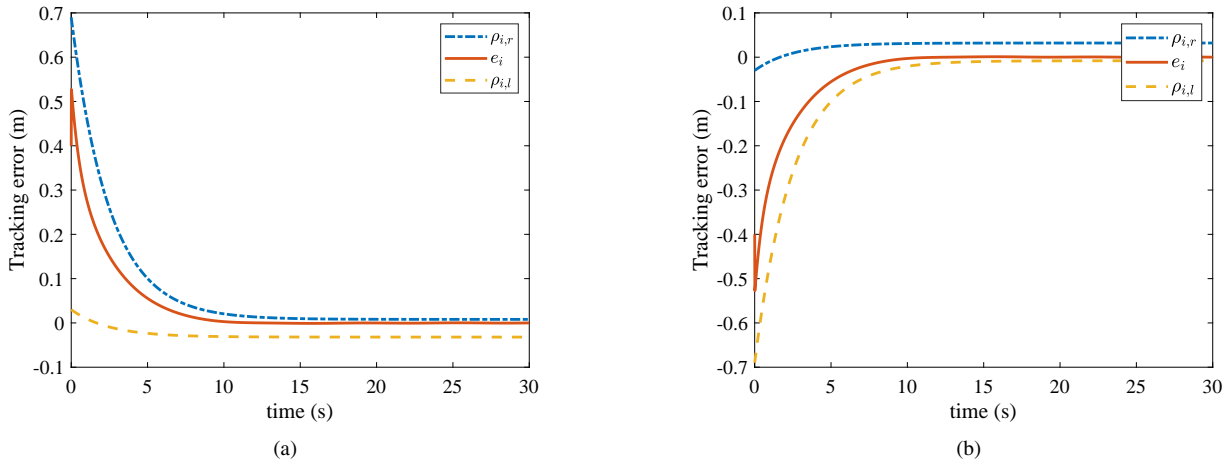 0.7
0.6
0.5
0.4
0.3
0.2
0.1
0
-0.1
Tracking error (m)
0 5 10 15 20 25 30
time (s)
ρi,r
ei
ρi,l
(a)
0.1
0
-0.1
-0.2
-0.3
-0.4
-0.5
-0.6
-0.7
Tracking error (m)
0 5 10 15 20 25 30
time (s)
ρi,r
ei
ρi,l
(b)